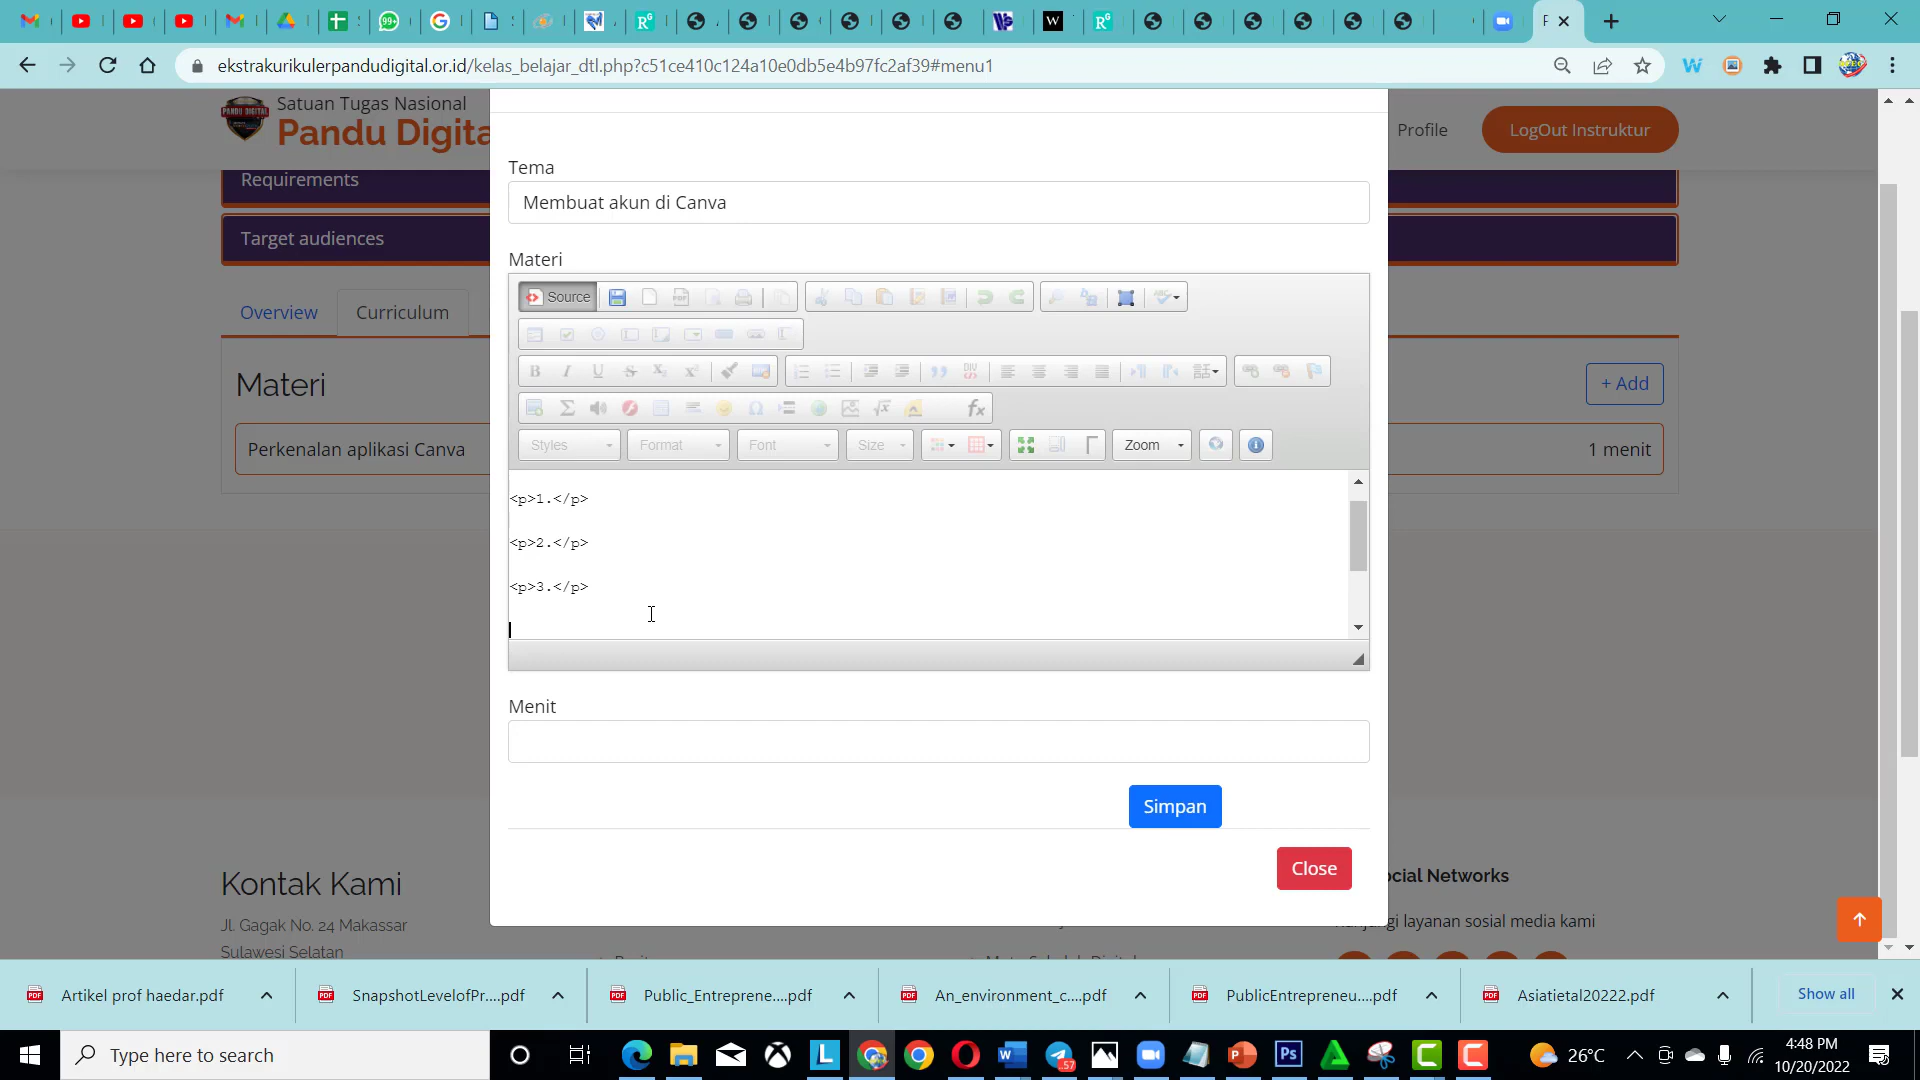 ekstrakurikulerpandudigital.or.id/kelas_belajar_dtl.php?c51ce410c124a10e0db5e4b97fc2af39#menu1
Satuan Tugas Nasional
Pandu Digita
Profile
LogOut Instruktur
Requirements
Target audiences
Overview
Curriculum
Materi
+ Add
Perkenalan aplikasi Canva
1 menit
Tema
Membuat akun di Canva
Materi
Source
Styles
Format
Font
Size
Zoom
<p>1.</p>
<p>2.</p>
<p>3.</p>
Menit
Simpan
Close
Kontak Kami
Jl. Gagak No. 24 Makassar
Sulawesi Selatan
ocial Networks
gi layanan sosial media kami
Artikel prof haedar.pdf
SnapshotLevelofPr....pdf
Public_Entreprene....pdf
An_environment_c....pdf
PublicEntrepreneu....pdf
Asiatietal20222.pdf
Show all
Type here to search
57
26°C
4:48 PM
10/20/2022